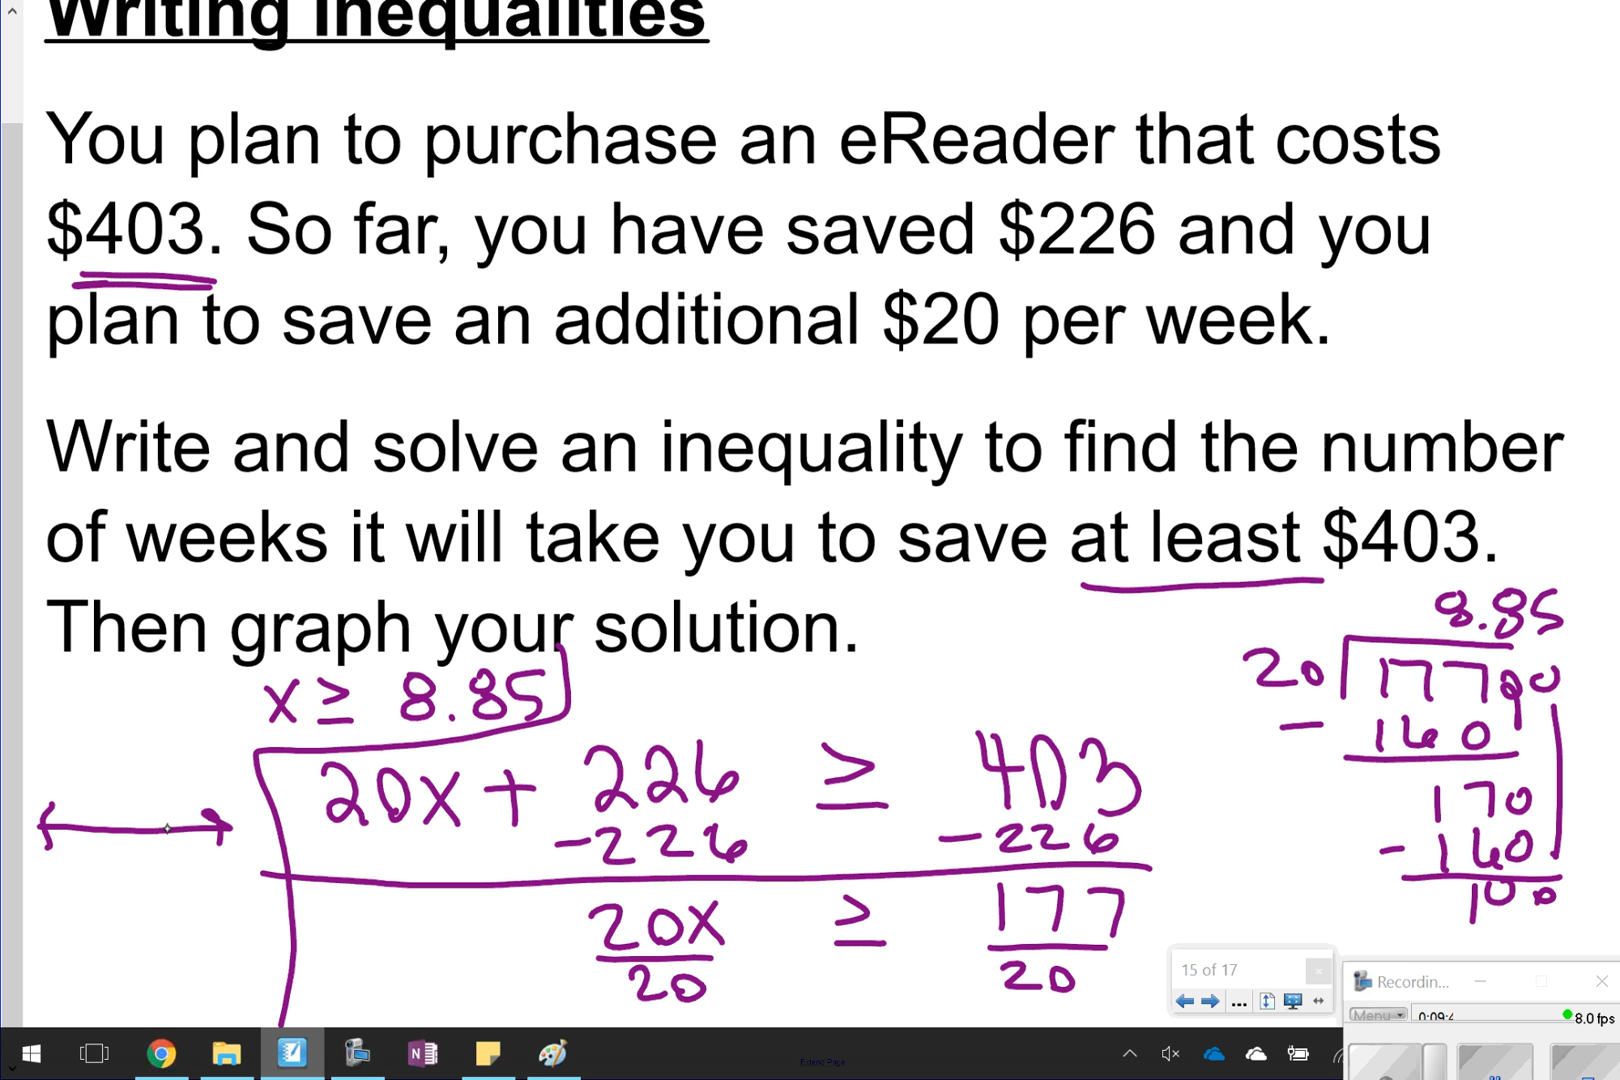 Writing Inequalities
You plan to purchase an eReader that costs
$403. So far, you have saved $226 and you
plan to save an additional $20 per week.
Write and solve an inequality to find the number
of weeks it will take you to save at least $403.
Then graph your solution.
x ≥ 8.85
20x + 226 ≥ 403
-226 -226
20x ≥ 177
20 20
8.85
20 17700
- 160
170
- 160
100
15 of 17
Recordin...
Menu
8.0 fps
Extend Page